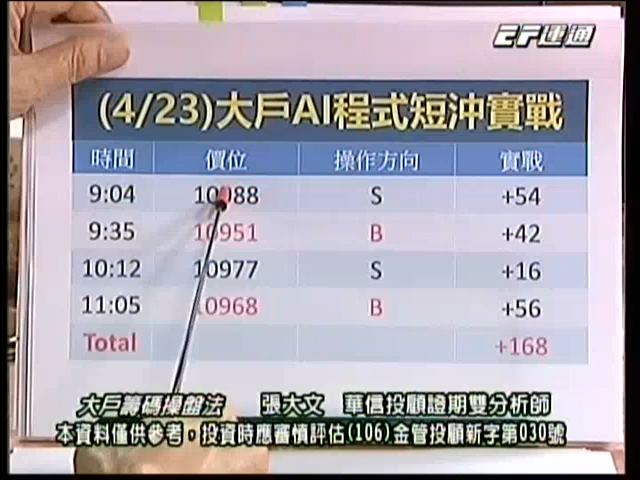 EF運通
(4/23)大戶AI程式短沖實戰
時間 價位 操作方向 實戰
9:04 10988 S +54
9:35 10951 B +42
10:12 10977 S +16
11:05 10968 B +56
Total +168
大戶籌碼操盤法 張大文 華信投顧證期雙分析師
本資料僅供參考。投資時應審慎評估(106)金管投顧新字第030號